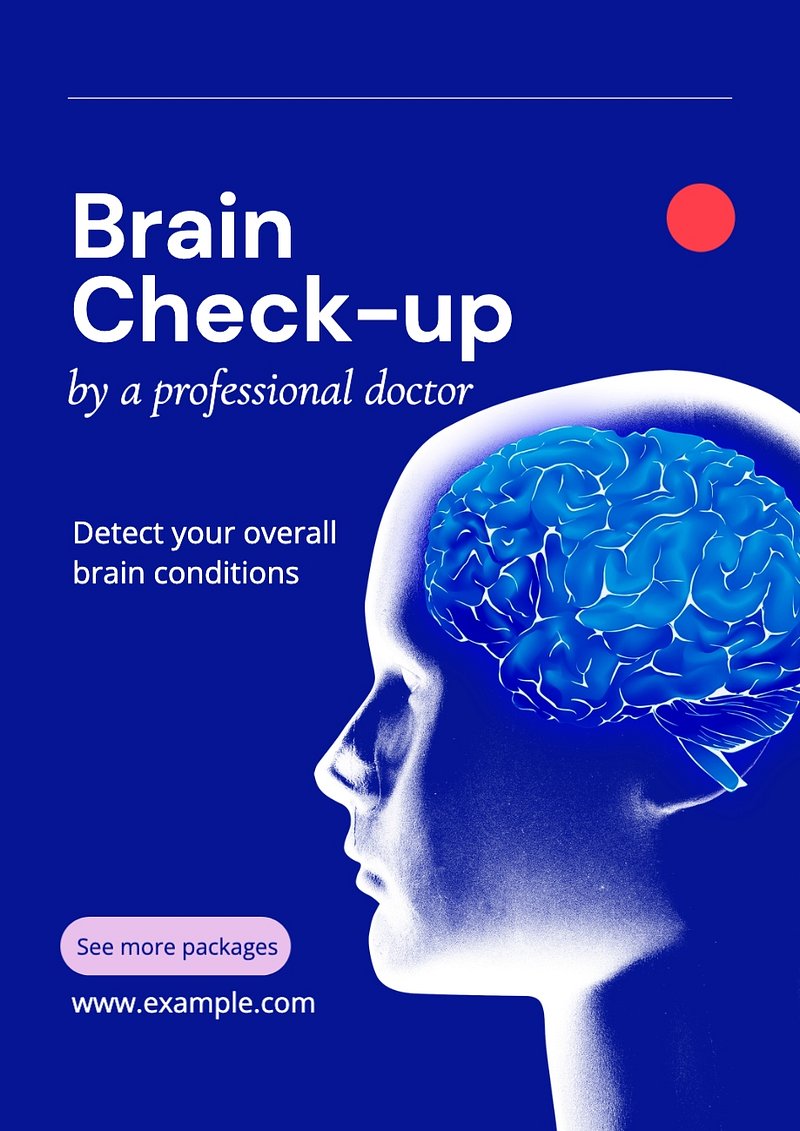 Brain
Check-up
by a professional doctor
Detect your overall
brain conditions
See more packages
www.example.com